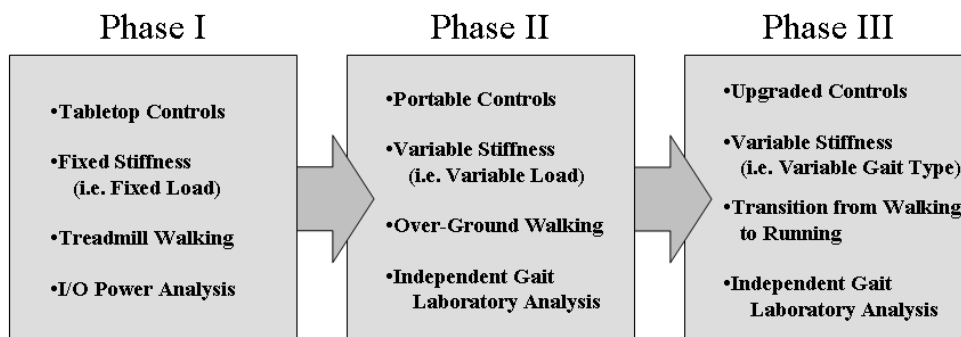 Phase I
•Tabletop Controls
•Fixed Stiffness
(i.e. Fixed Load)
•Treadmill Walking
•I/O Power Analysis
Phase II
•Portable Controls
•Variable Stiffness
(i.e. Variable Load)
•Over-Ground Walking
•Independent Gait
Laboratory Analysis
Phase III
•Upgraded Controls
•Variable Stiffness
(i.e. Variable Gait Type)
•Transition from Walking
to Running
•Independent Gait
Laboratory Analysis